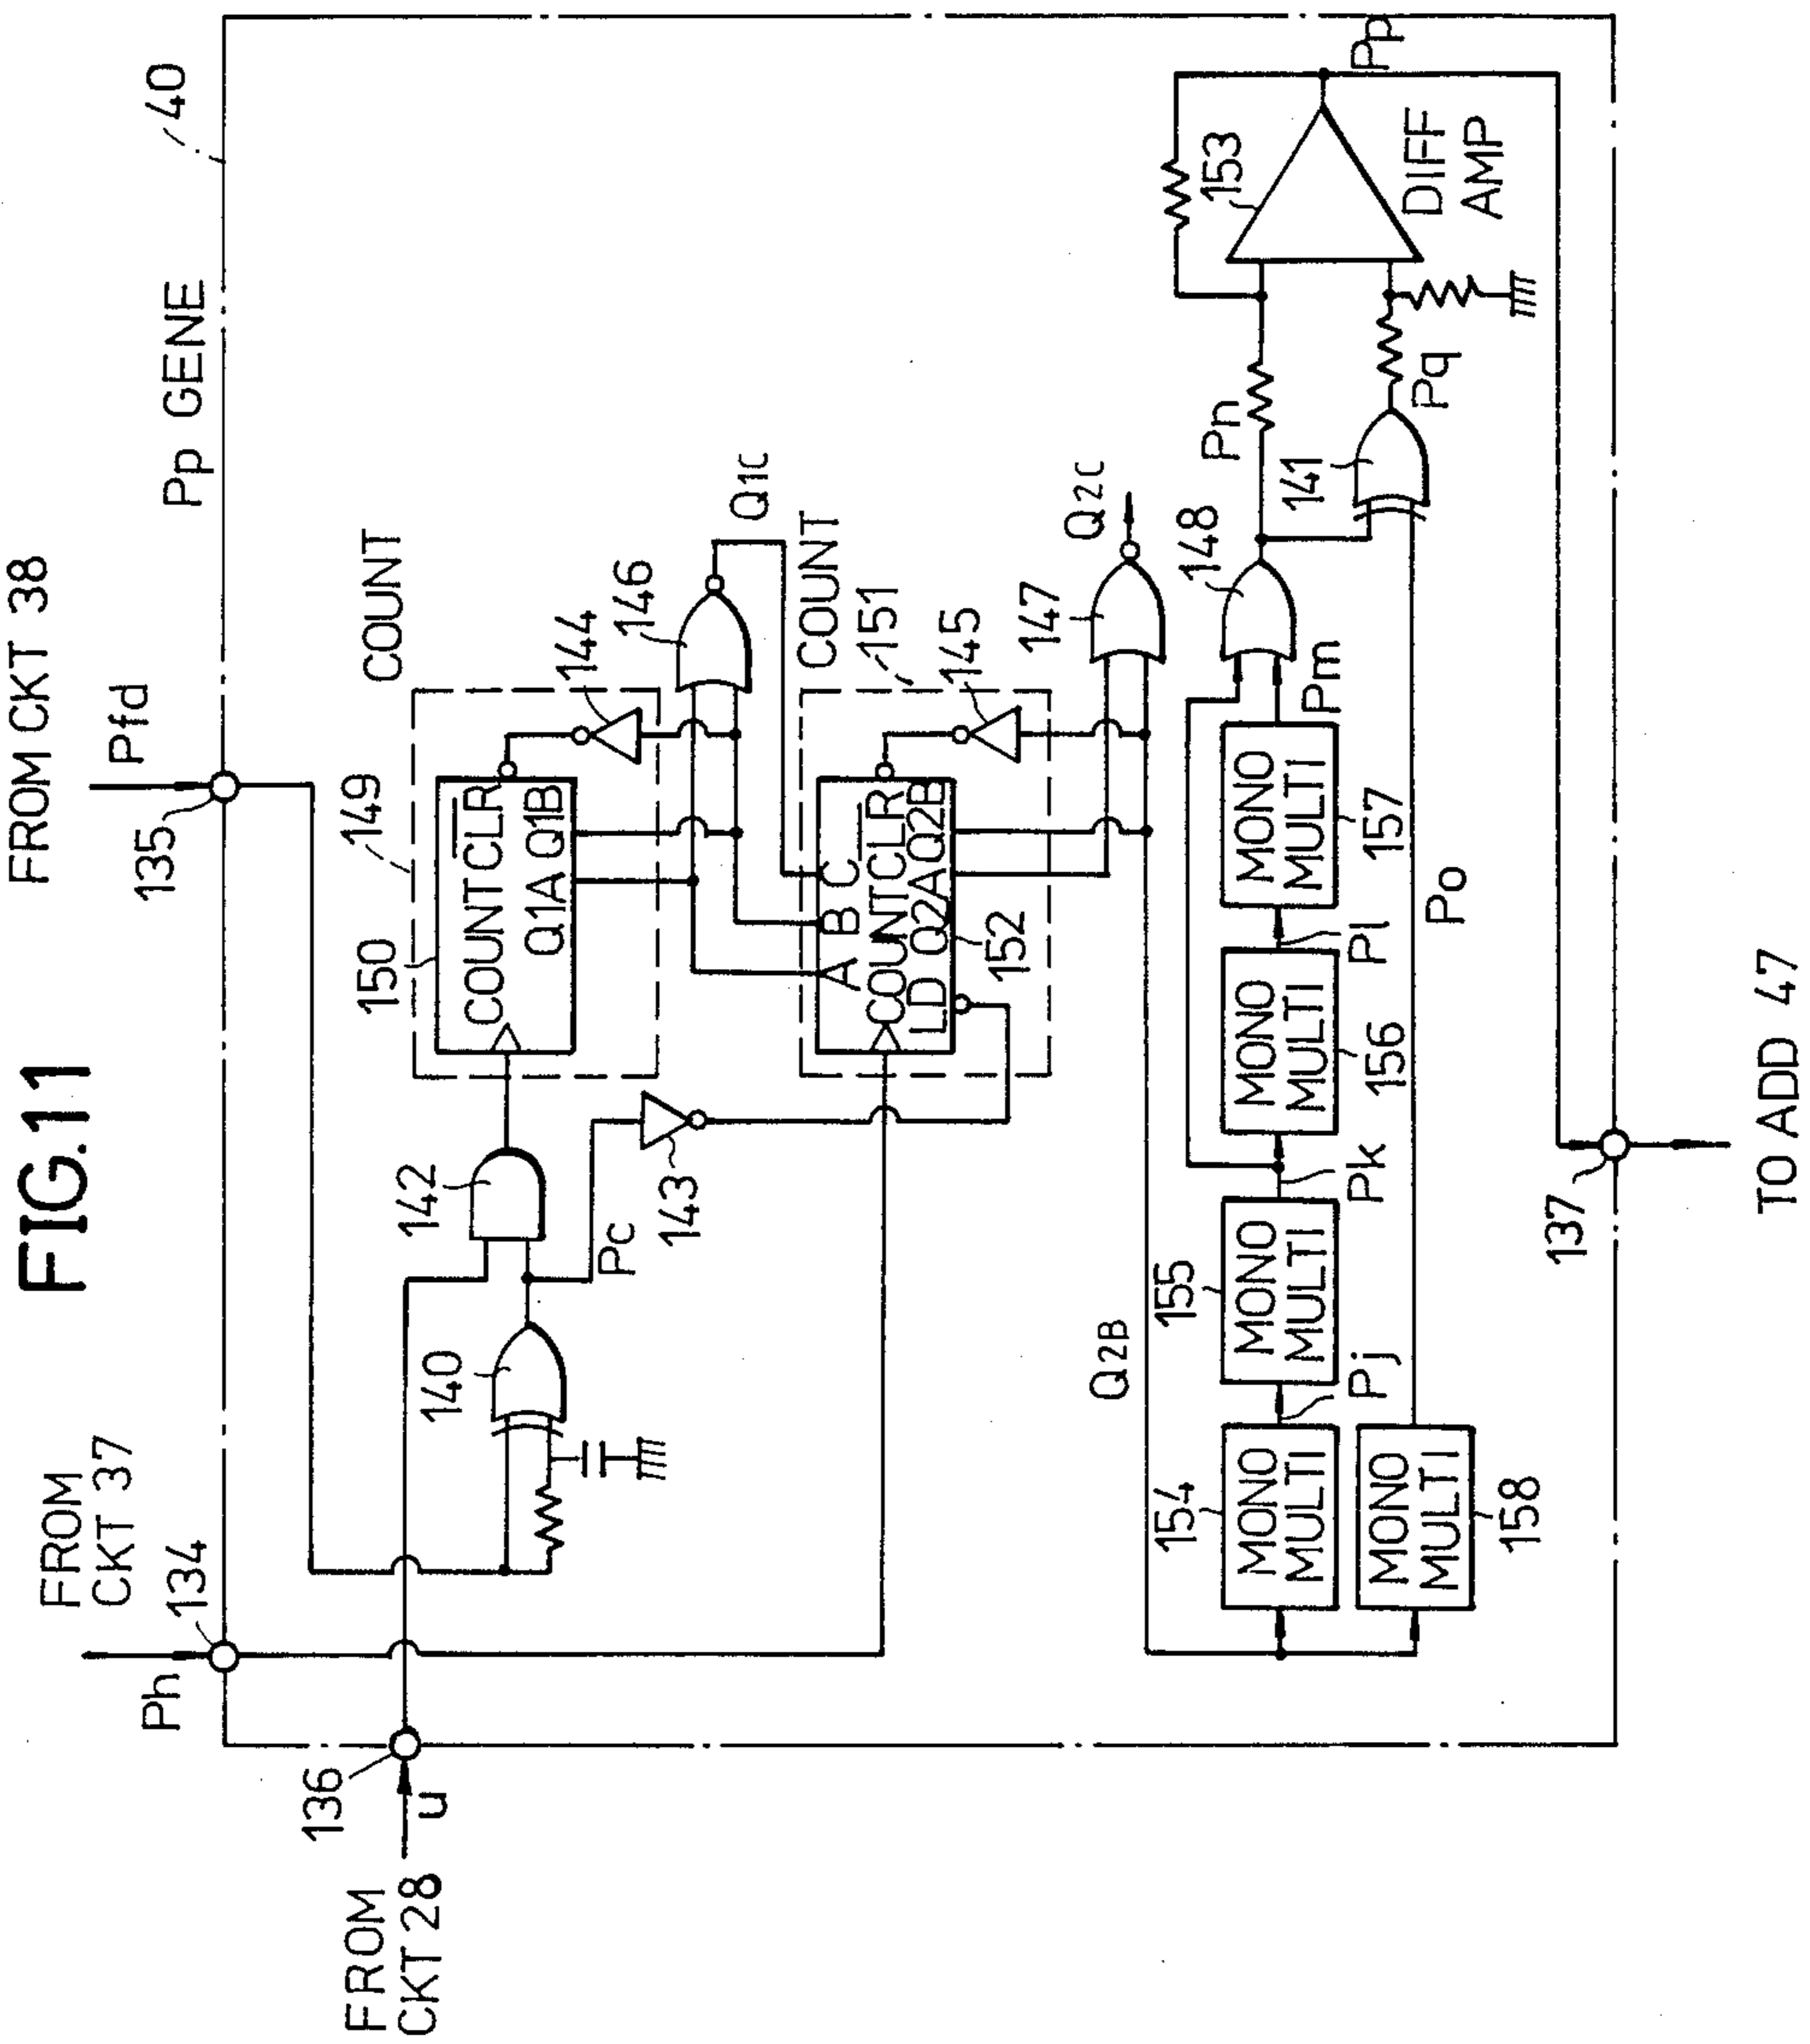 FIG.11
FROM CKT 38
FROM
CKT 37
134
Ph
135
Pfd
Pp GENE
40
FROM
CKT28
136
u
140
142
Pc
143
150
149
COUNT
COUNT CLR
Q1A Q1B
144
146
Q1C
COUNT
151
A B C
COUNT CLR
LD Q2A Q2B
152
145
147
Q2C
Q2B
154
MONO
MULTI
Pj
155
MONO
MULTI
Pk
156
MONO
MULTI
Pl
157
MONO
MULTI
Pm
148
Pn
158
MONO
MULTI
Po
141
Pq
153
DIFF
AMP
Pp
137
TO ADD 47